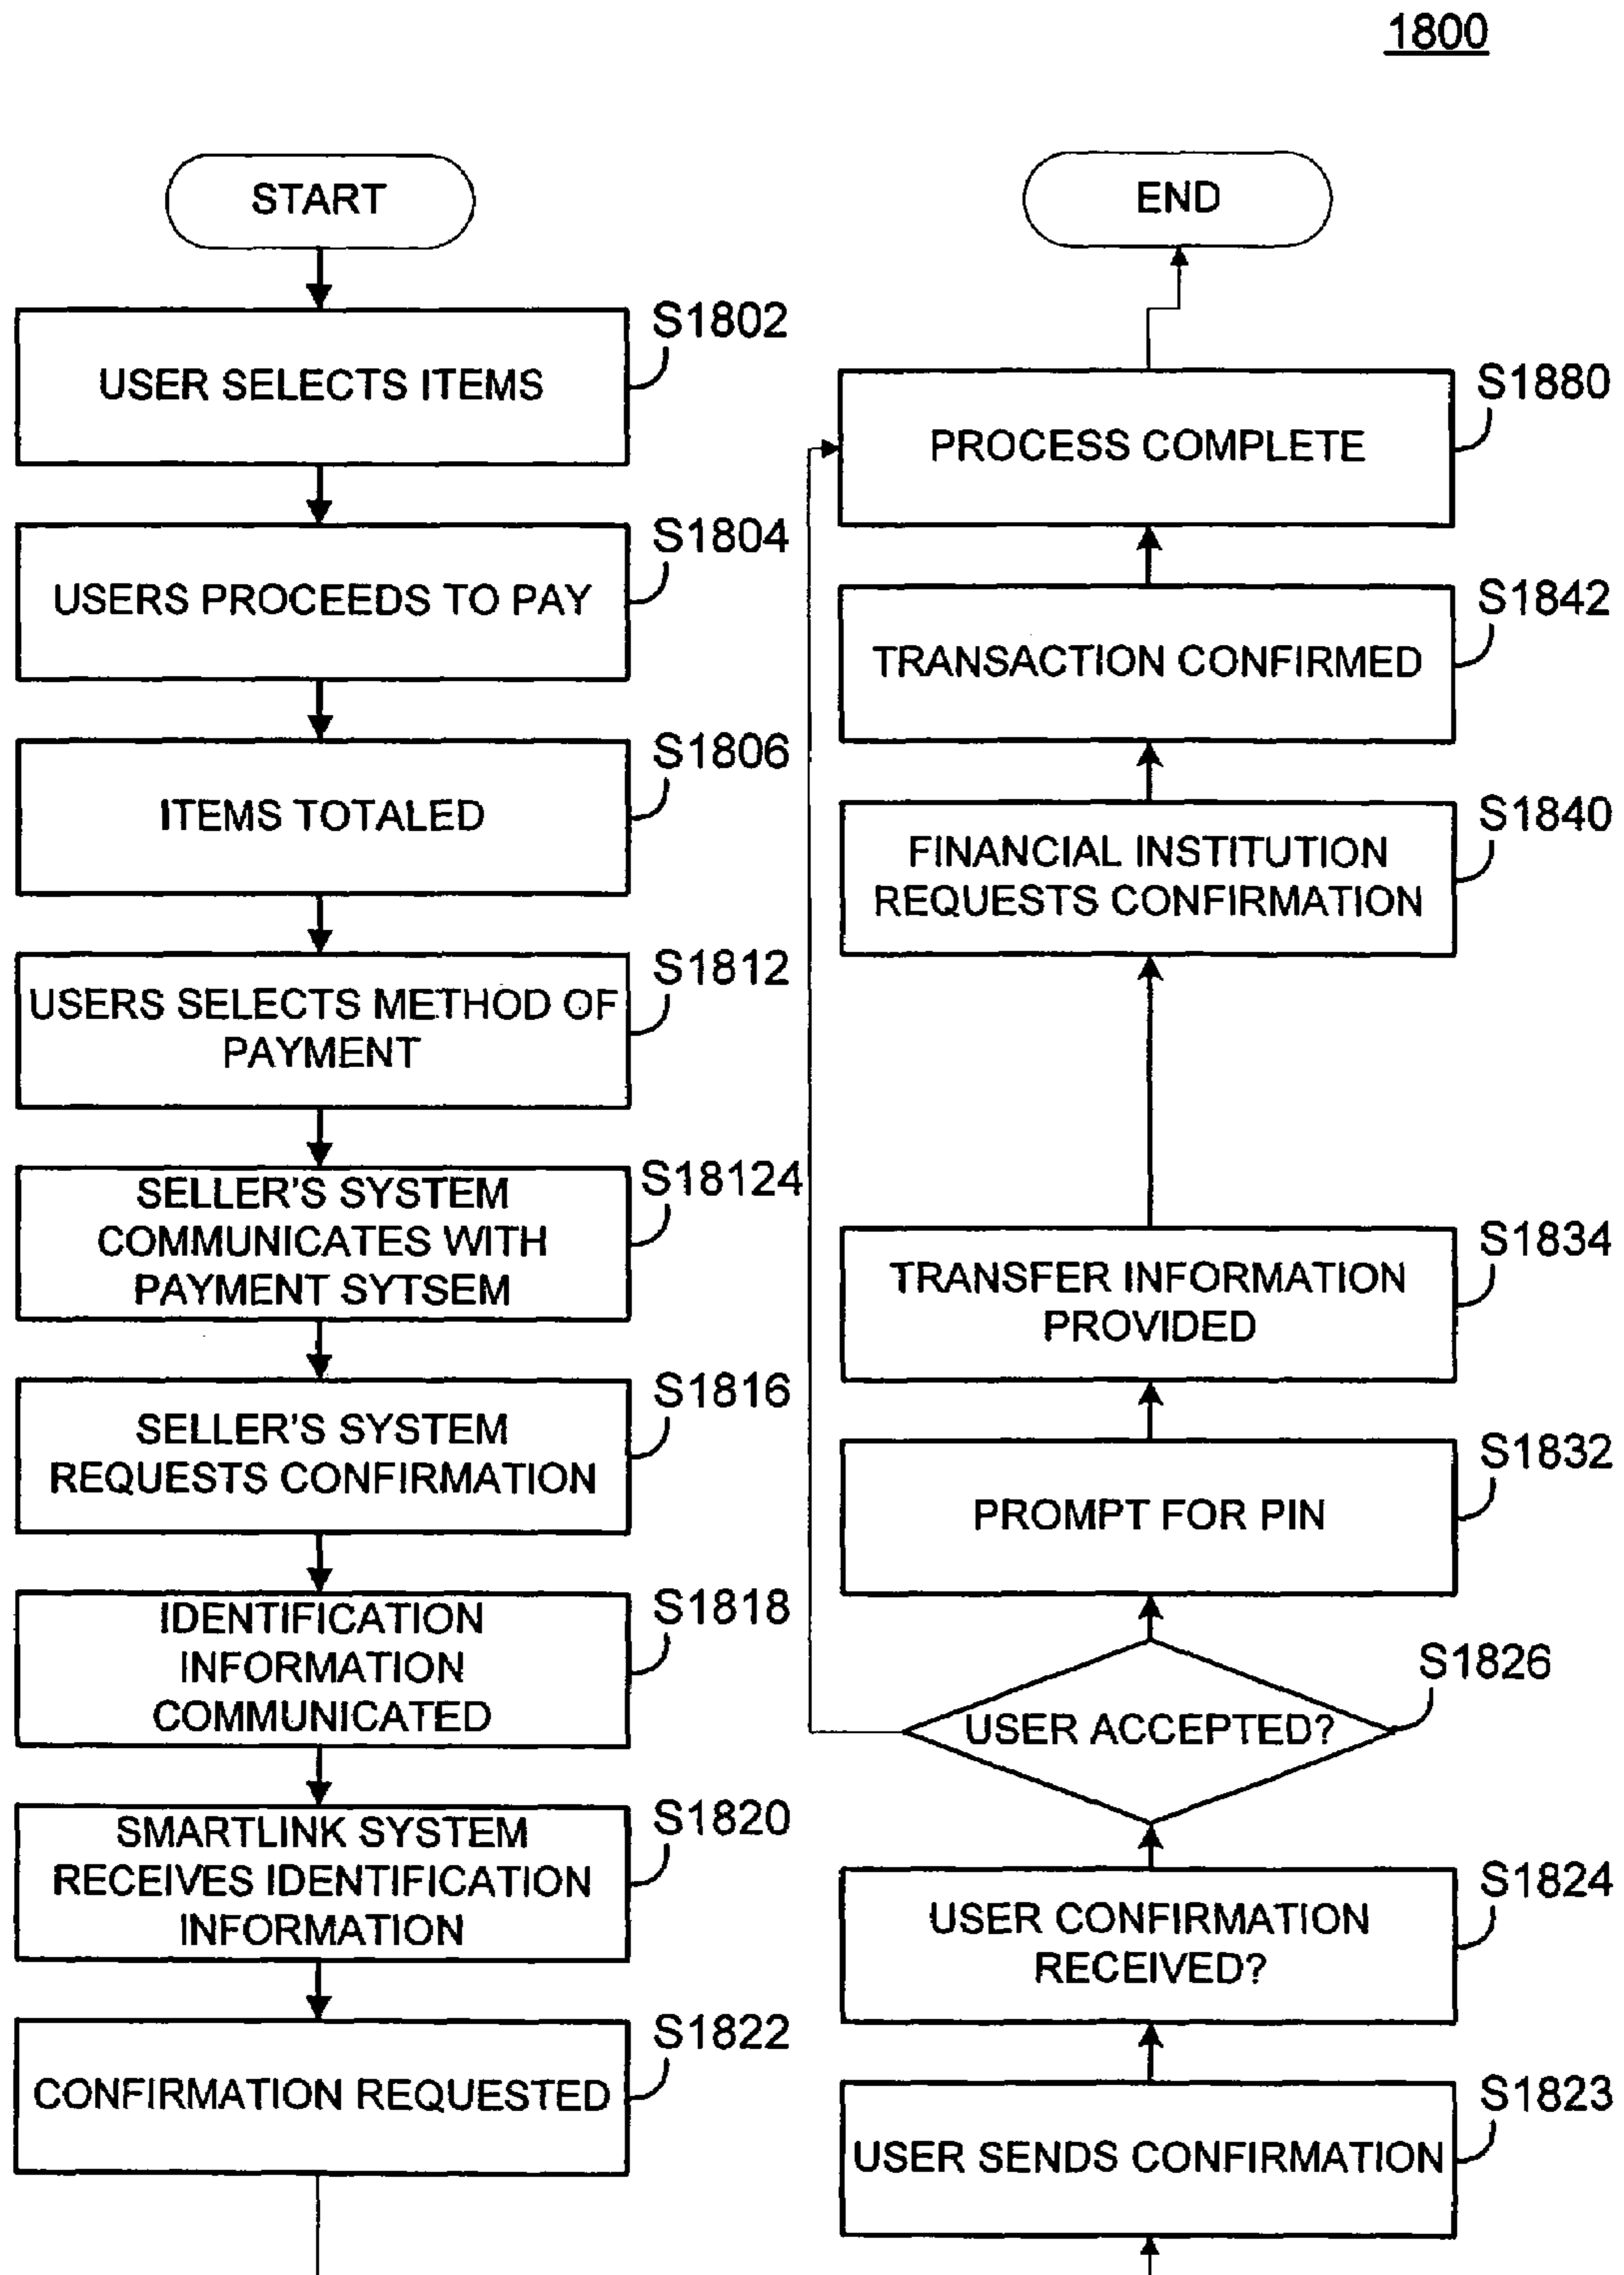 1800
START
S1802
USER SELECTS ITEMS
S1804
USERS PROCEEDS TO PAY
S1806
ITEMS TOTALED
S1812
USERS SELECTS METHOD OF
PAYMENT
S18124
SELLER'S SYSTEM
COMMUNICATES WITH
PAYMENT SYTSEM
S1816
SELLER'S SYSTEM
REQUESTS CONFIRMATION
S1818
IDENTIFICATION
INFORMATION
COMMUNICATED
S1820
SMARTLINK SYSTEM
RECEIVES IDENTIFICATION
INFORMATION
S1822
CONFIRMATION REQUESTED
END
S1880
PROCESS COMPLETE
S1842
TRANSACTION CONFIRMED
S1840
FINANCIAL INSTITUTION
REQUESTS CONFIRMATION
S1834
TRANSFER INFORMATION
PROVIDED
S1832
PROMPT FOR PIN
S1826
USER ACCEPTED?
S1824
USER CONFIRMATION
RECEIVED?
S1823
USER SENDS CONFIRMATION